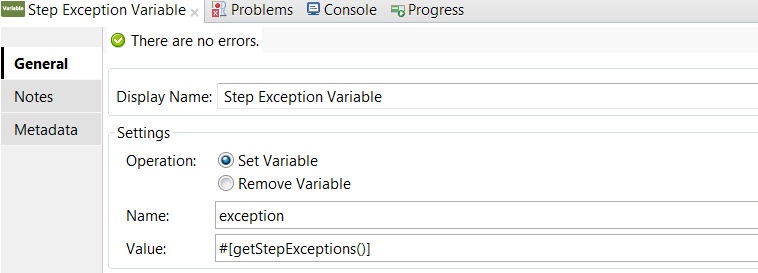 Variable Step Exception Variable Problems Console Progress
There are no errors.
General
Notes
Metadata
Display Name: Step Exception Variable
Settings
Operation: Set Variable
Remove Variable
Name: exception
Value: #[getStepExceptions()]